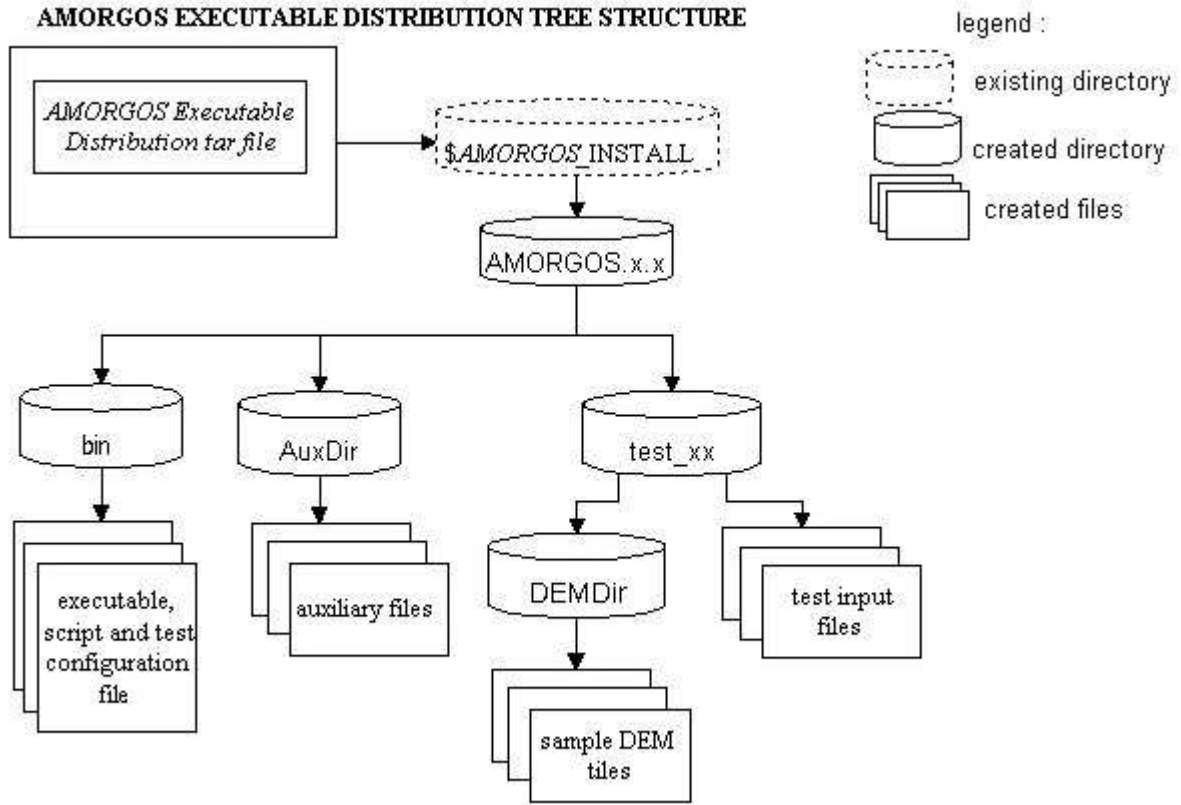 AMORGOS EXECUTABLE DISTRIBUTION TREE STRUCTURE
legend :
existing directory
created directory
created files
AMORGOS Executable
Distribution tar file
$AMORGOS_INSTALL
AMORGOS.x.x
bin
AuxDir
test_xx
executable,
script and test
configuration
file
auxiliary files
DEMDir
test input
files
sample DEM
tiles